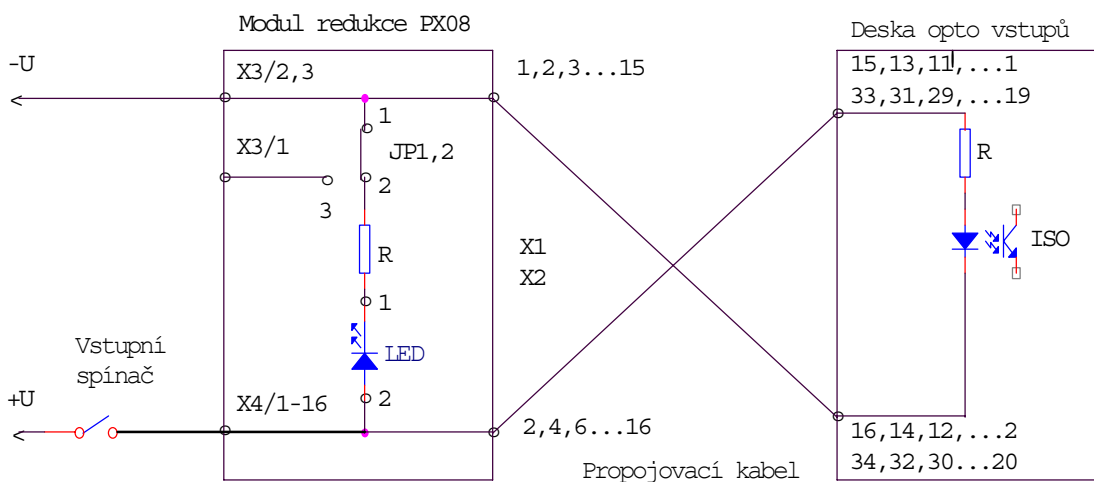 Modul redukce PX08
Deska opto vstupů
-U
X3/2,3
1,2,3...15
15,13,11,...1
33,31,29,...19
1
X3/1
JP1,2
R
2
3
R
X1
X2
ISO
1
Vstupní
spínač
LED
+U
X4/1-16
2
2,4,6...16
16,14,12,...2
34,32,30...20
Propojovací kabel